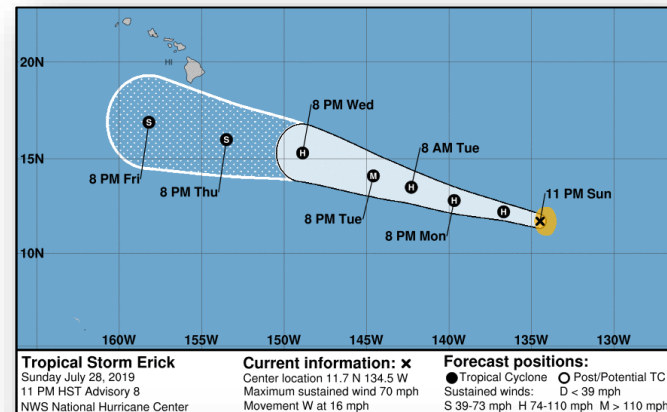 20N
HI
8 PM Wed
8 AM Tue
H
15N
S
S
H
M
H
H
H
11 PM Sun
8 PM Fri
8 PM Thu
8 PM Tue
8 PM Mon
10N
160W 155W 150W 145W 140W 135W 130W
Tropical Storm Erick
Sunday July 28, 2019
11 PM HST Advisory 8
NWS National Hurricane Center
Current information: ×
Center location 11.7 N 134.5 W
Maximum sustained wind 70 mph
Movement W at 16 mph
Forecast positions:
Tropical Cyclone Post/Potential TC
Sustained winds: D < 39 mph
S 39-73 mph H 74-110 mph M > 110 mph